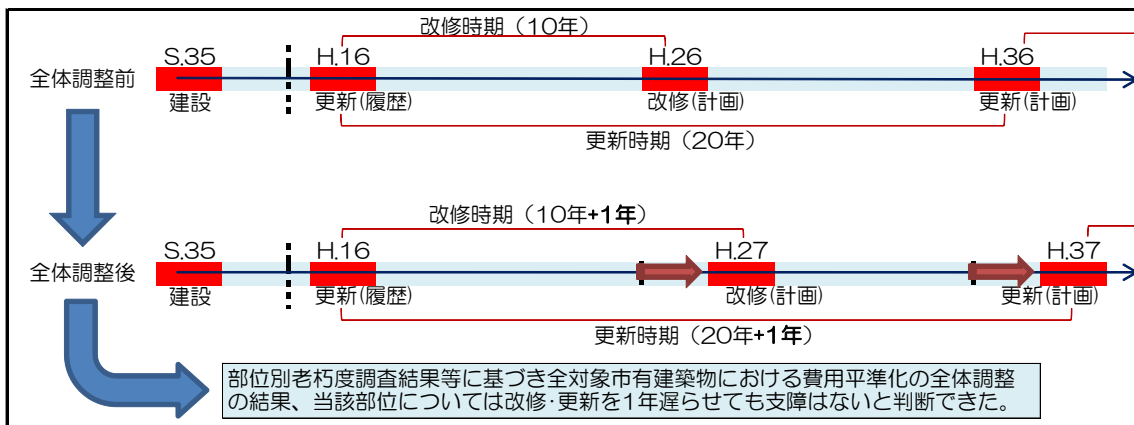 改修時期（10年）
S.35 H.16 H.26 H.36
全体調整前
建設 更新(履歴) 改修(計画) 更新(計画)
更新時期（20年）
改修時期（10年+1年）
S.35 H.16 H.27 H.37
全体調整後
建設 更新(履歴) 改修(計画) 更新(計画)
更新時期（20年+1年）
部位別老朽度調査結果等に基づき全対象市有建築物における費用平準化の全体調整
の結果、当該部位については改修･更新を１年遅らせても支障はないと判断できた。